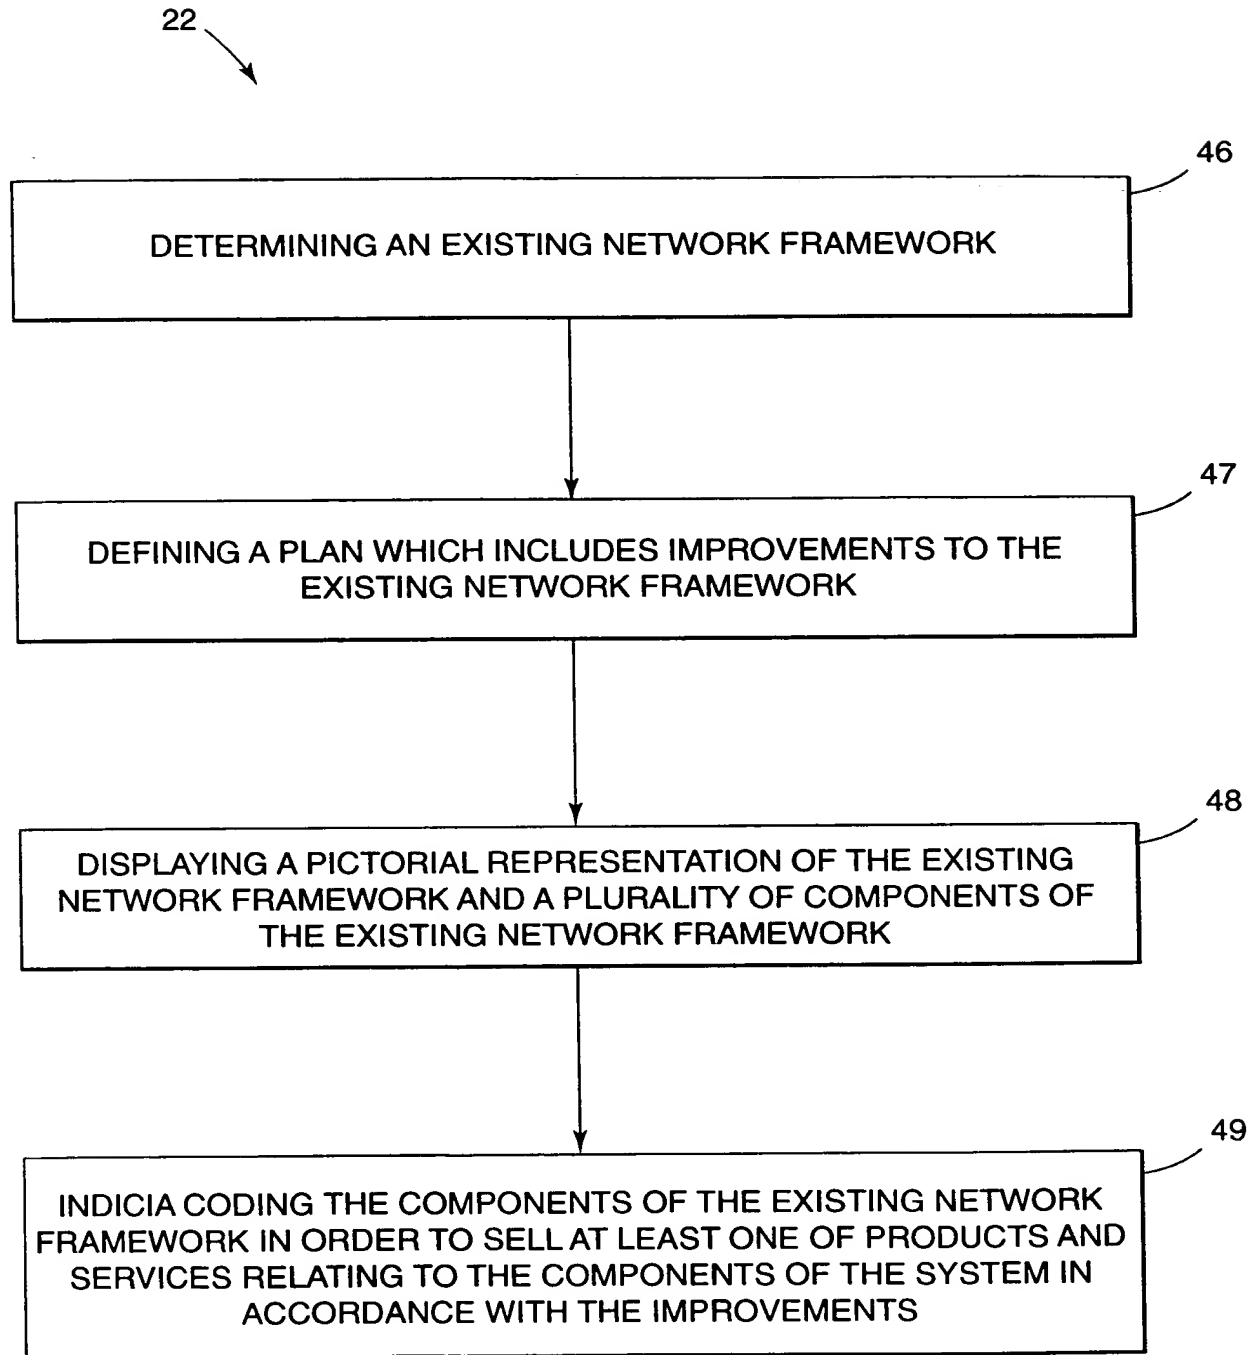 22
46
DETERMINING AN EXISTING NETWORK FRAMEWORK
47
DEFINING A PLAN WHICH INCLUDES IMPROVEMENTS TO THE
EXISTING NETWORK FRAMEWORK
48
DISPLAYING A PICTORIAL REPRESENTATION OF THE EXISTING
NETWORK FRAMEWORK AND A PLURALITY OF COMPONENTS OF
THE EXISTING NETWORK FRAMEWORK
49
INDICIA CODING THE COMPONENTS OF THE EXISTING NETWORK
FRAMEWORK IN ORDER TO SELL AT LEAST ONE OF PRODUCTS AND
SERVICES RELATING TO THE COMPONENTS OF THE SYSTEM IN
ACCORDANCE WITH THE IMPROVEMENTS